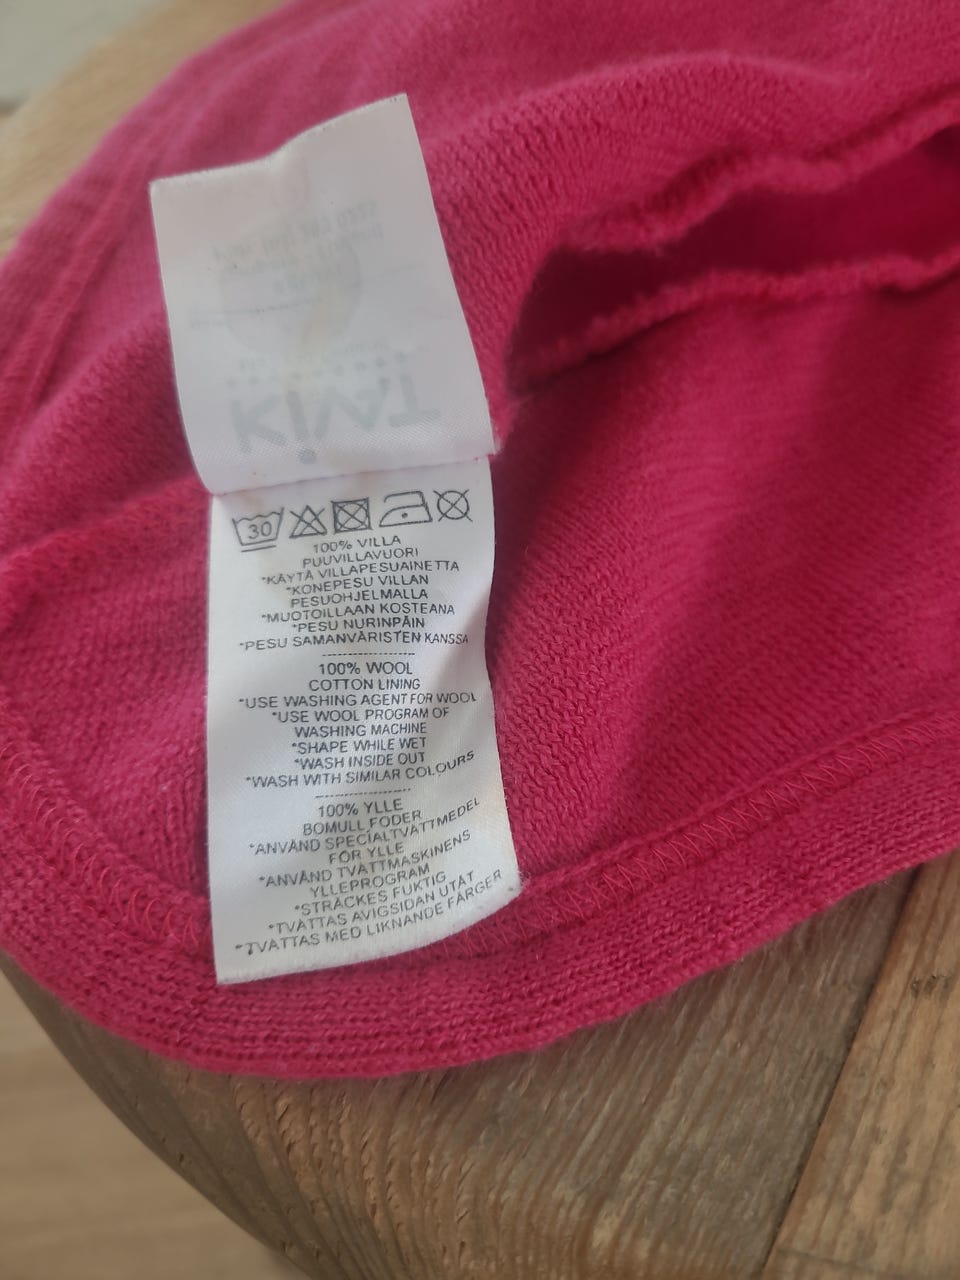 KIVAT
30
100% VILLA
PUUVILLAVUORI
*KÄYTÄ VILLAPESUAINETTA
*KONEPESU VILLAN
PESUOHJELMALLA
*MUOTOILLAAN KOSTEANA
*PESU NURINPÄIN
*PESU SAMANVÄRISTEN KANSSA
100% WOOL
COTTON LINING
*USE WASHING AGENT FOR WOOL
*USE WOOL PROGRAM OF
WASHING MACHINE
*SHAPE WHILE WET
*WASH INSIDE OUT
*WASH WITH SIMILAR COLOURS
100% YLLE
BOMULL FODER
*ANVÄND SPECIALTVÄTTMEDEL
FÖR YLLE
*ANVÄND TVÄTTMASKINENS
YLLEPROGRAM
*STRÄCKES FUKTIG
*TVÄTTAS AVIGSIDAN UTÅT
*TVÄTTAS MED LIKNANDE FÄRGER